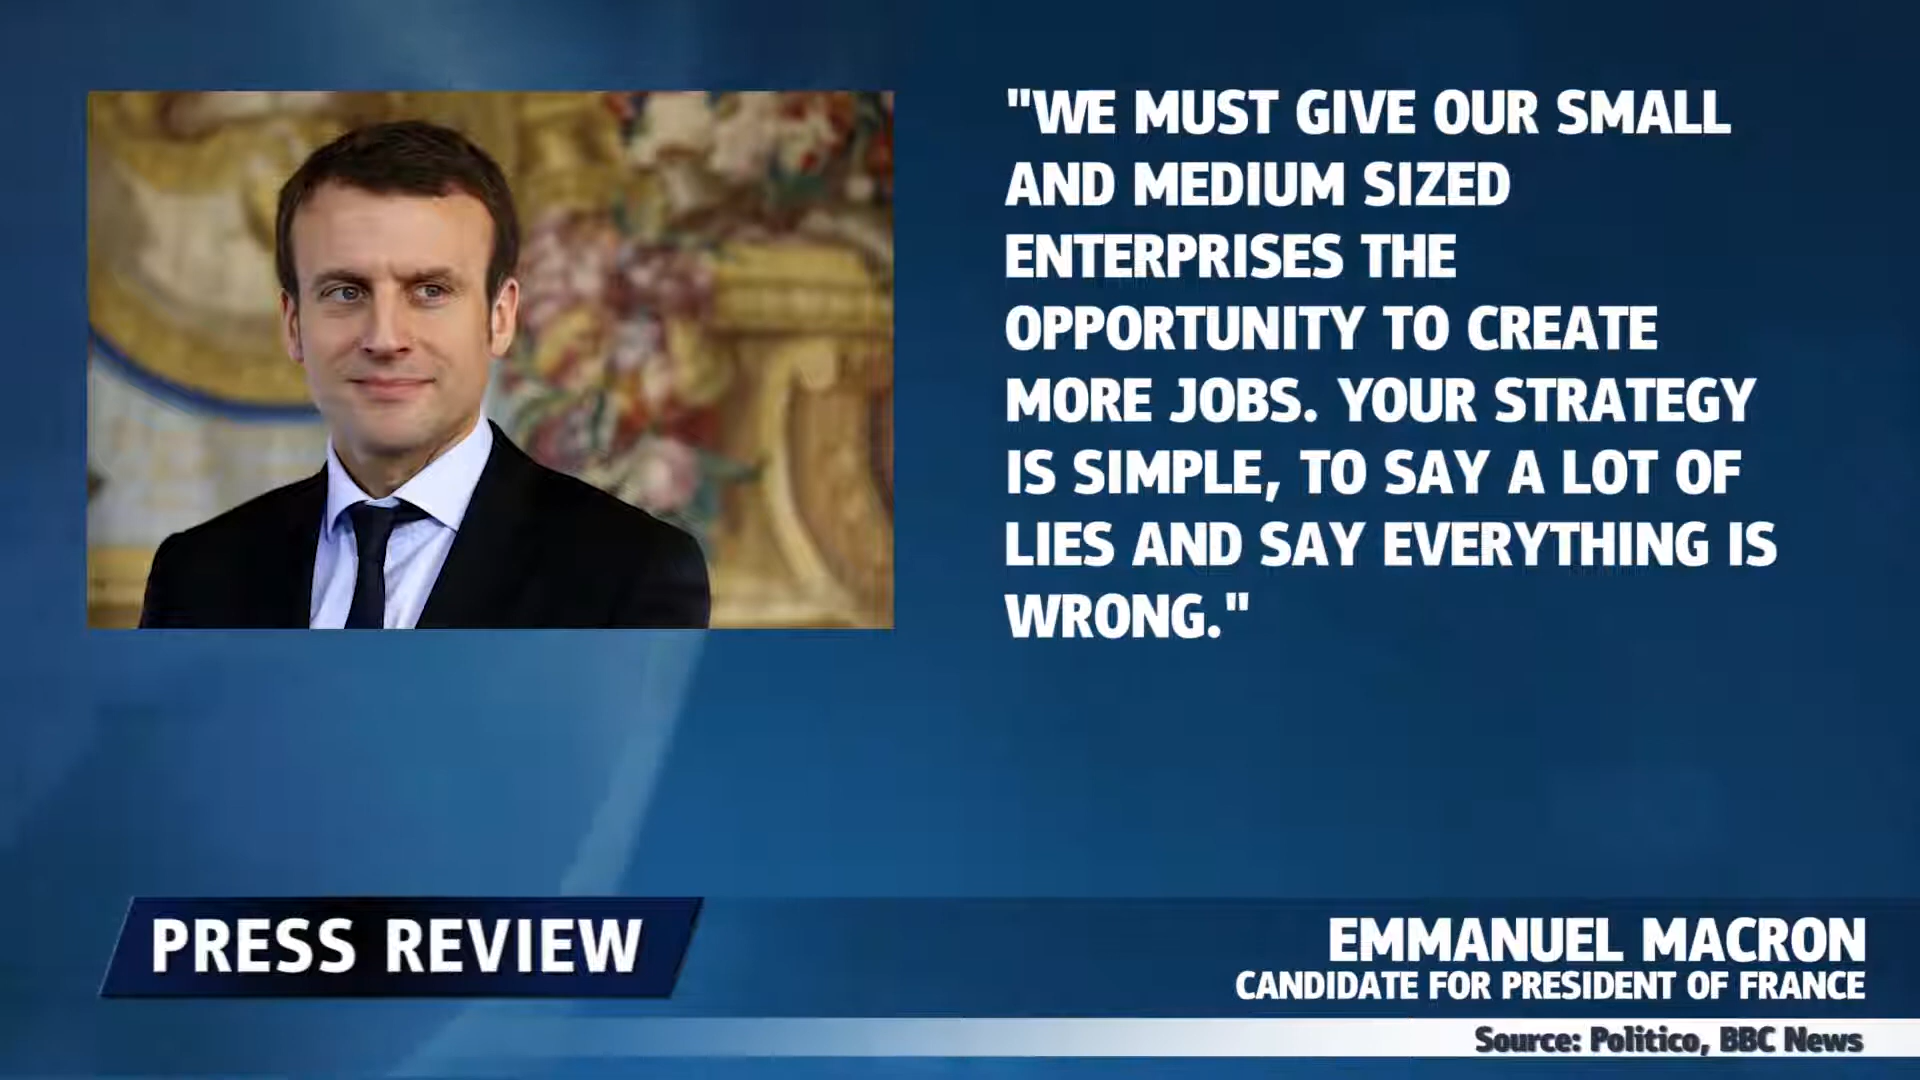 "WE MUST GIVE OUR SMALL
AND MEDIUM SIZED
ENTERPRISES THE
OPPORTUNITY TO CREATE
MORE JOBS. YOUR STRATEGY
IS SIMPLE, TO SAY A LOT OF
LIES AND SAY EVERYTHING IS
WRONG."
PRESS REVIEW
EMMANUEL MACRON
CANDIDATE FOR PRESIDENT OF FRANCE
Source: Politico, BBC News